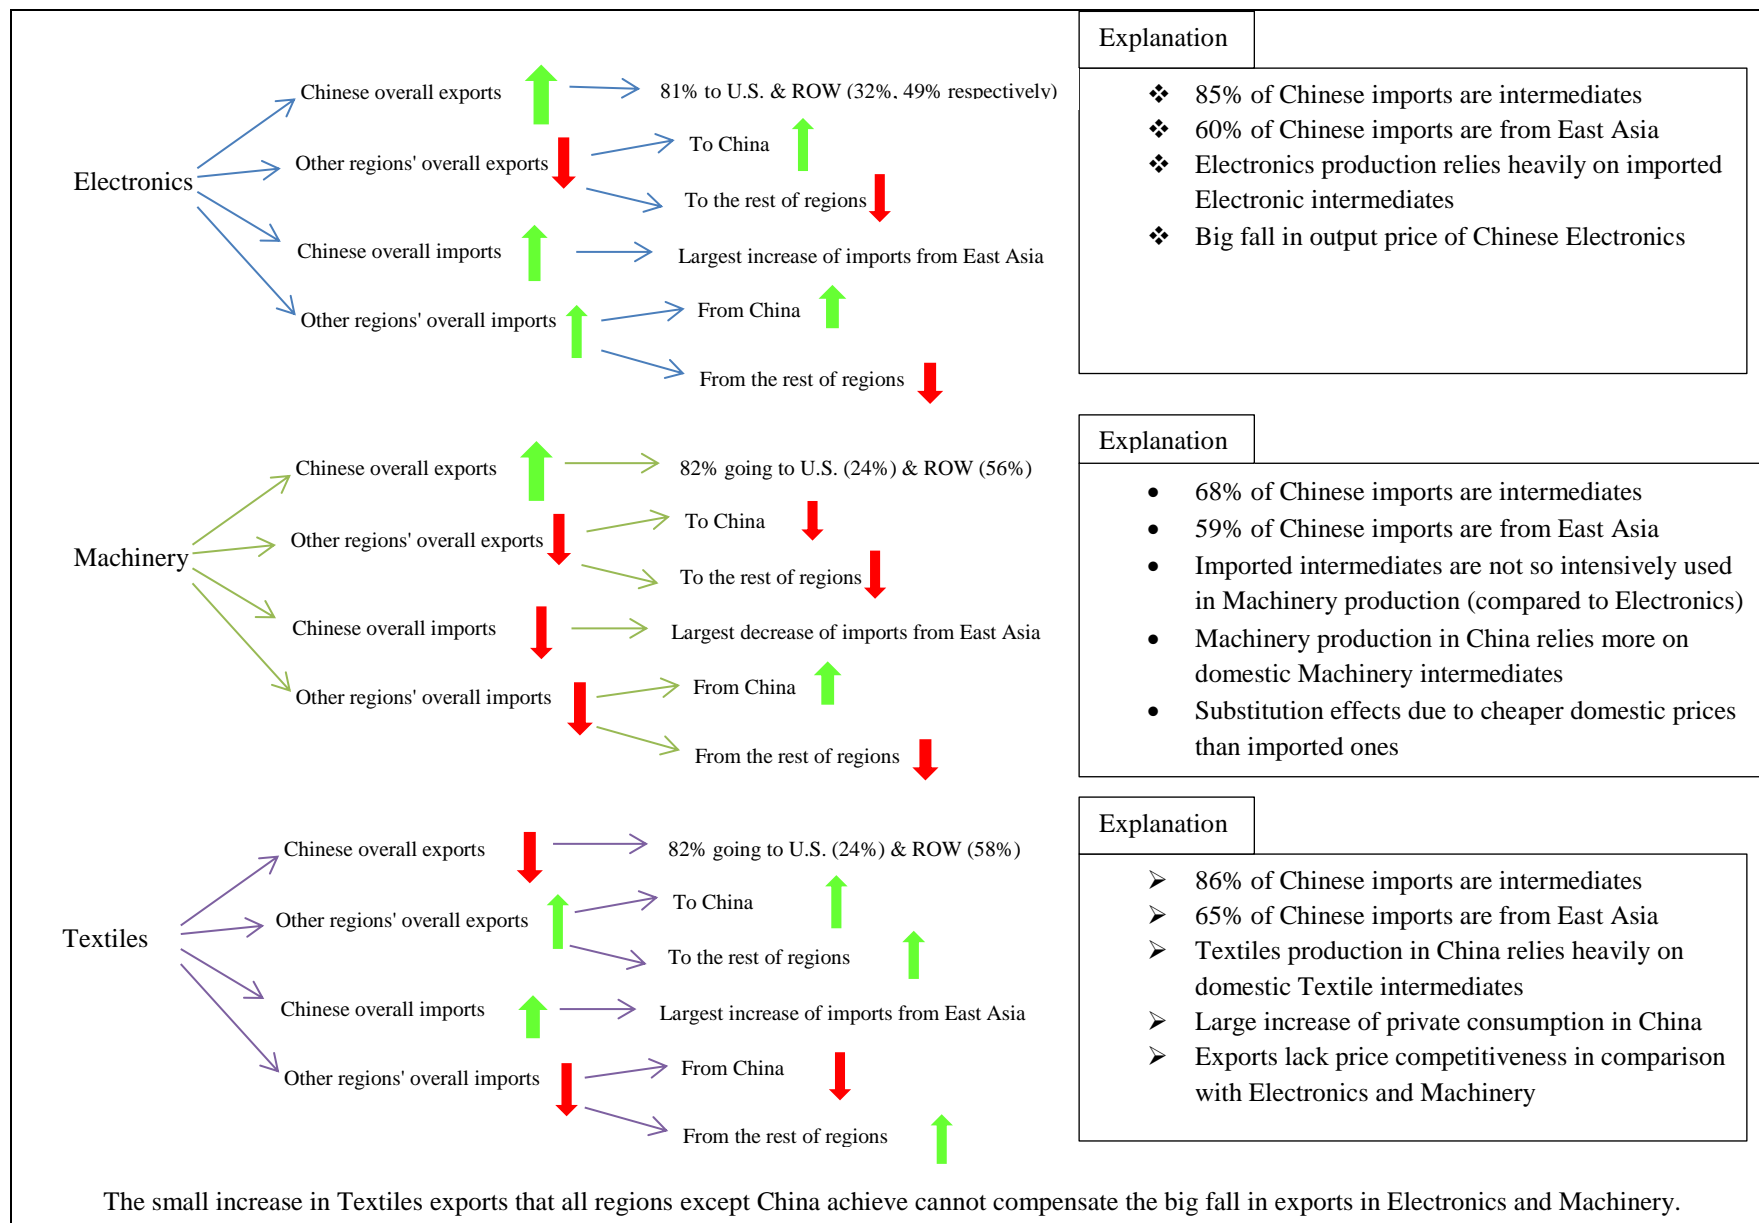 Electronics
Chinese overall exports
81% to U.S. & ROW (32%, 49% respectively)
Other regions' overall exports
To China
To the rest of regions
Chinese overall imports
Largest increase of imports from East Asia
Other regions' overall imports
From China
From the rest of regions
Explanation
❖ 85% of Chinese imports are intermediates
❖ 60% of Chinese imports are from East Asia
❖ Electronics production relies heavily on imported
Electronic intermediates
❖ Big fall in output price of Chinese Electronics
Machinery
Chinese overall exports
82% going to U.S. (24%) & ROW (56%)
Other regions' overall exports
To China
To the rest of regions
Chinese overall imports
Largest decrease of imports from East Asia
Other regions' overall imports
From China
From the rest of regions
Explanation
• 68% of Chinese imports are intermediates
• 59% of Chinese imports are from East Asia
• Imported intermediates are not so intensively used
in Machinery production (compared to Electronics)
• Machinery production in China relies more on
domestic Machinery intermediates
• Substitution effects due to cheaper domestic prices
than imported ones
Textiles
Chinese overall exports
82% going to U.S. (24%) & ROW (58%)
Other regions' overall exports
To China
To the rest of regions
Chinese overall imports
Largest increase of imports from East Asia
Other regions' overall imports
From China
From the rest of regions
Explanation
➢ 86% of Chinese imports are intermediates
➢ 65% of Chinese imports are from East Asia
➢ Textiles production in China relies heavily on
domestic Textile intermediates
➢ Large increase of private consumption in China
➢ Exports lack price competitiveness in comparison
with Electronics and Machinery
The small increase in Textiles exports that all regions except China achieve cannot compensate the big fall in exports in Electronics and Machinery.